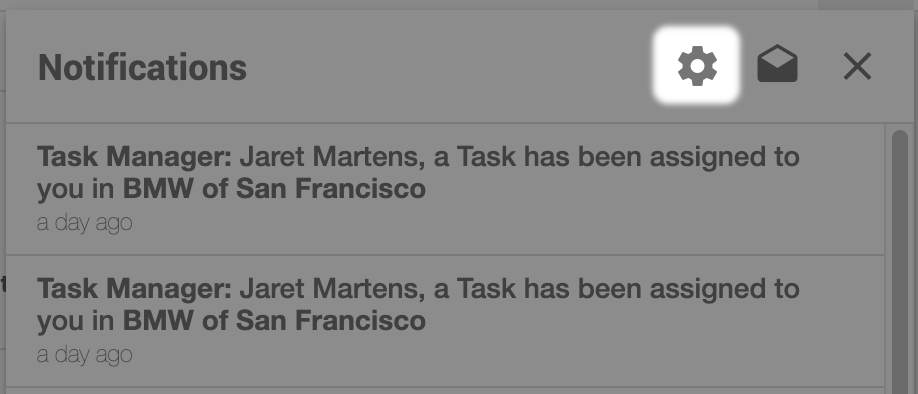 Notifications
Task Manager: Jaret Martens, a Task has been assigned to
you in BMW of San Francisco
a day ago
Task Manager: Jaret Martens, a Task has been assigned to
you in BMW of San Francisco
a day ago